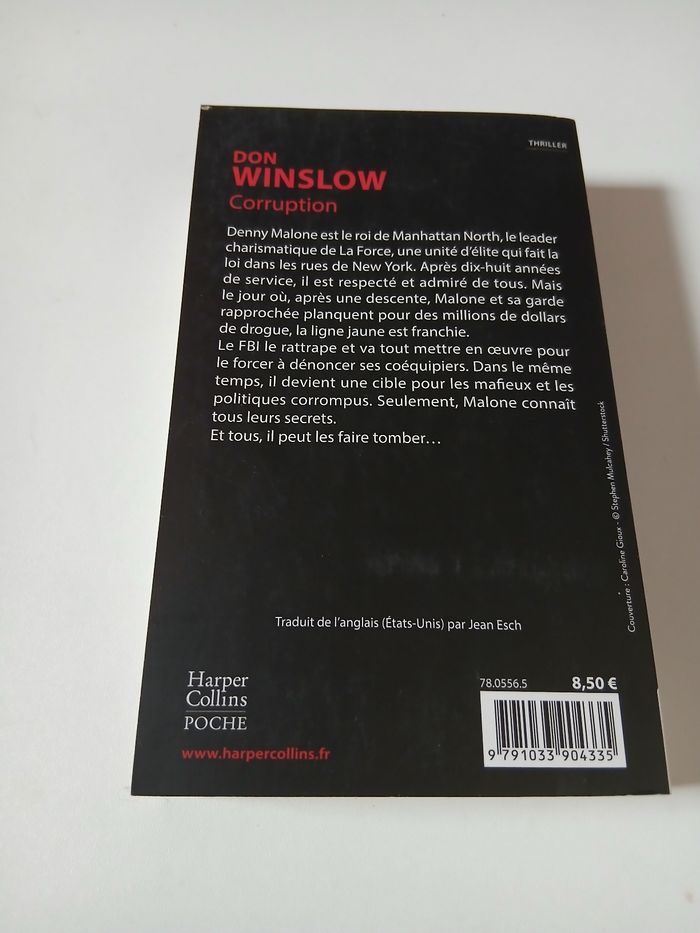 THRILLER
DON
WINSLOW
Corruption
Denny Malone est le roi de Manhattan North, le leader
charismatique de La Force, une unité d'élite qui fait la
loi dans les rues de New York. Après dix-huit années
de service, il est respecté et admiré de tous. Mais
le jour où, après une descente, Malone et sa garde
rapprochée planquent pour des millions de dollars
de drogue, la ligne jaune est franchie.
Le FBI le rattrape et va tout mettre en œuvre pour
le forcer à dénoncer ses coéquipiers. Dans le même
temps, il devient une cible pour les mafieux et les
politiques corrompus. Seulement, Malone connaît
tous leurs secrets.
Et tous, il peut les faire tomber…
Couverture : Caroline Gioux - © Stephen Mulcahey / Shutterstock
Traduit de l'anglais (États-Unis) par Jean Esch
Harper
Collins
POCHE
www.harpercollins.fr
78.0556.5 8,50 €
9 791033 904335